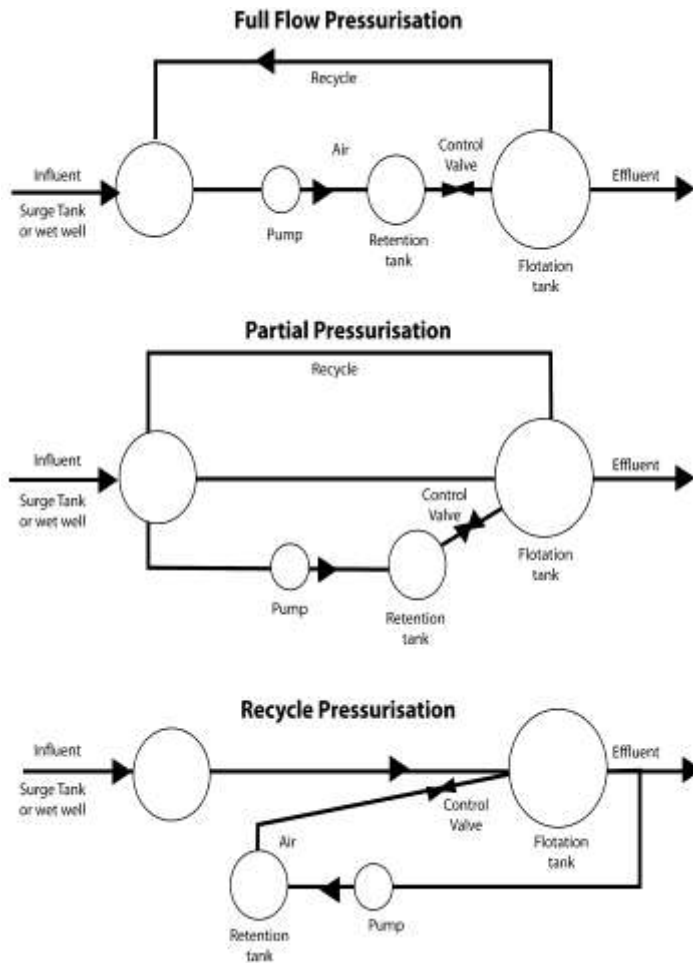 Full Flow Pressurisation
Recycle
Influent
Surge Tank
or wet well
Pump
Air
Retention
tank
Control
Valve
Flotation
tank
Effluent
Partial Pressurisation
Recycle
Influent
Surge Tank
or wet well
Pump
Retention
tank
Control
Valve
Flotation
tank
Effluent
Recycle Pressurisation
Influent
Surge Tank
or wet well
Effluent
Control
Valve
Flotation
tank
Air
Retention
tank
Pump